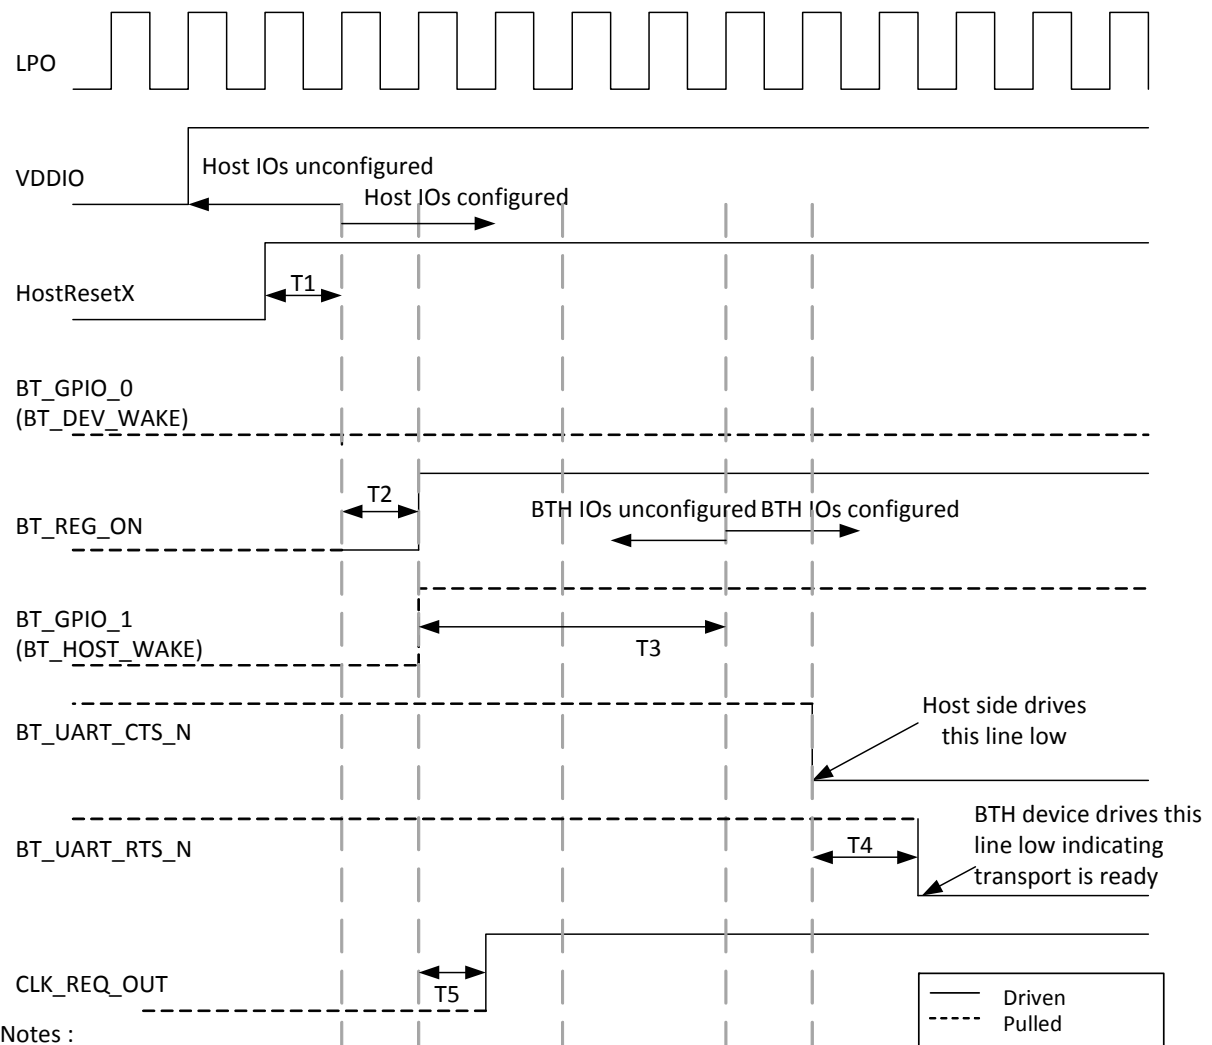 LPO
VDDIO
Host IOs unconfigured
Host IOs configured
HostResetX
T1
BT_GPIO_0
(BT_DEV_WAKE)
T2
BT_REG_ON
BTH IOs unconfigured
BTH IOs configured
BT_GPIO_1
(BT_HOST_WAKE)
T3
BT_UART_CTS_N
Host side drives
this line low
BT_UART_RTS_N
T4
BTH device drives this
line low indicating
transport is ready
CLK_REQ_OUT
T5
Driven
Pulled
Notes :